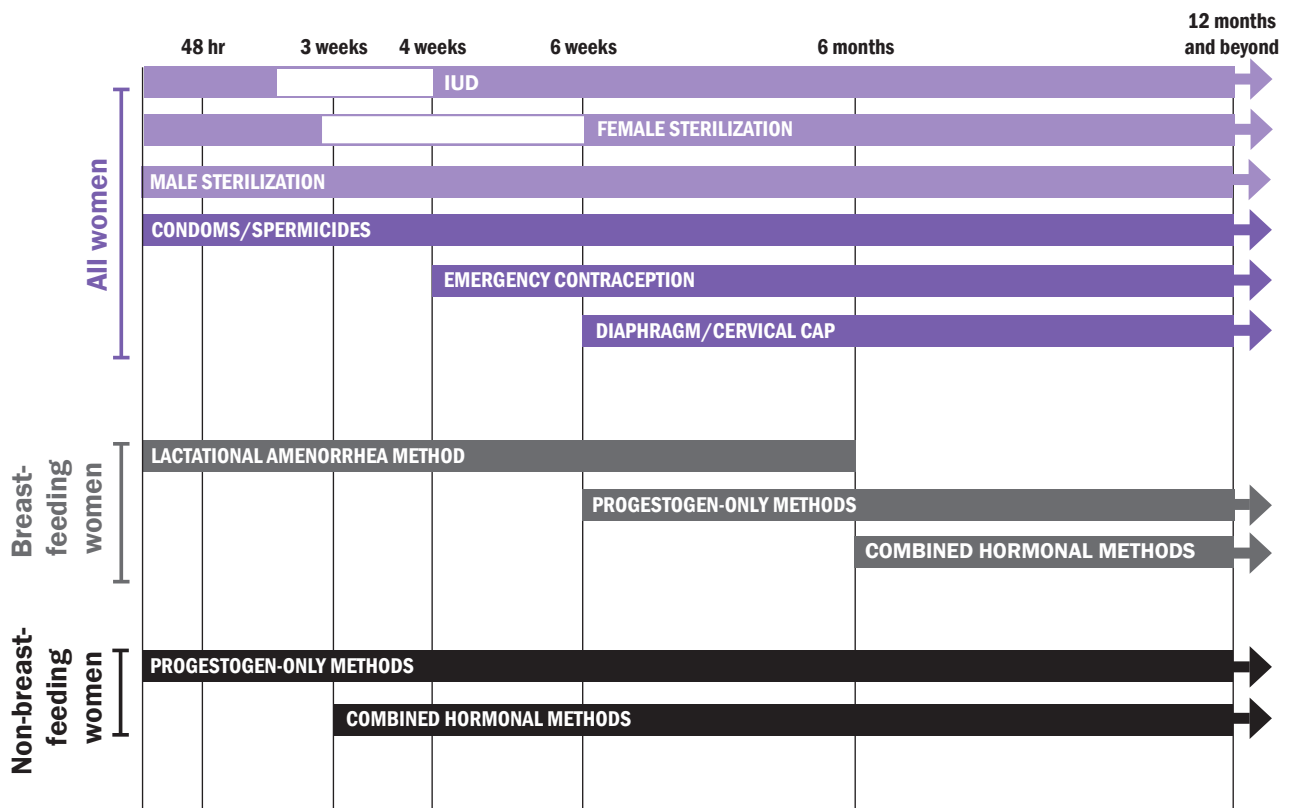 12 months
48 hr 3 weeks 4 weeks 6 weeks 6 months and beyond
IUD
FEMALE STERILIZATION
MALE STERILIZATION
CONDOMS/SPERMICIDES
EMERGENCY CONTRACEPTION
DIAPHRAGM/CERVICAL CAP
All women
LACTATIONAL AMENORRHEA METHOD
PROGESTOGEN-ONLY METHODS
COMBINED HORMONAL METHODS
Breast-
feeding
women
PROGESTOGEN-ONLY METHODS
COMBINED HORMONAL METHODS
Non-breast-
feeding
women